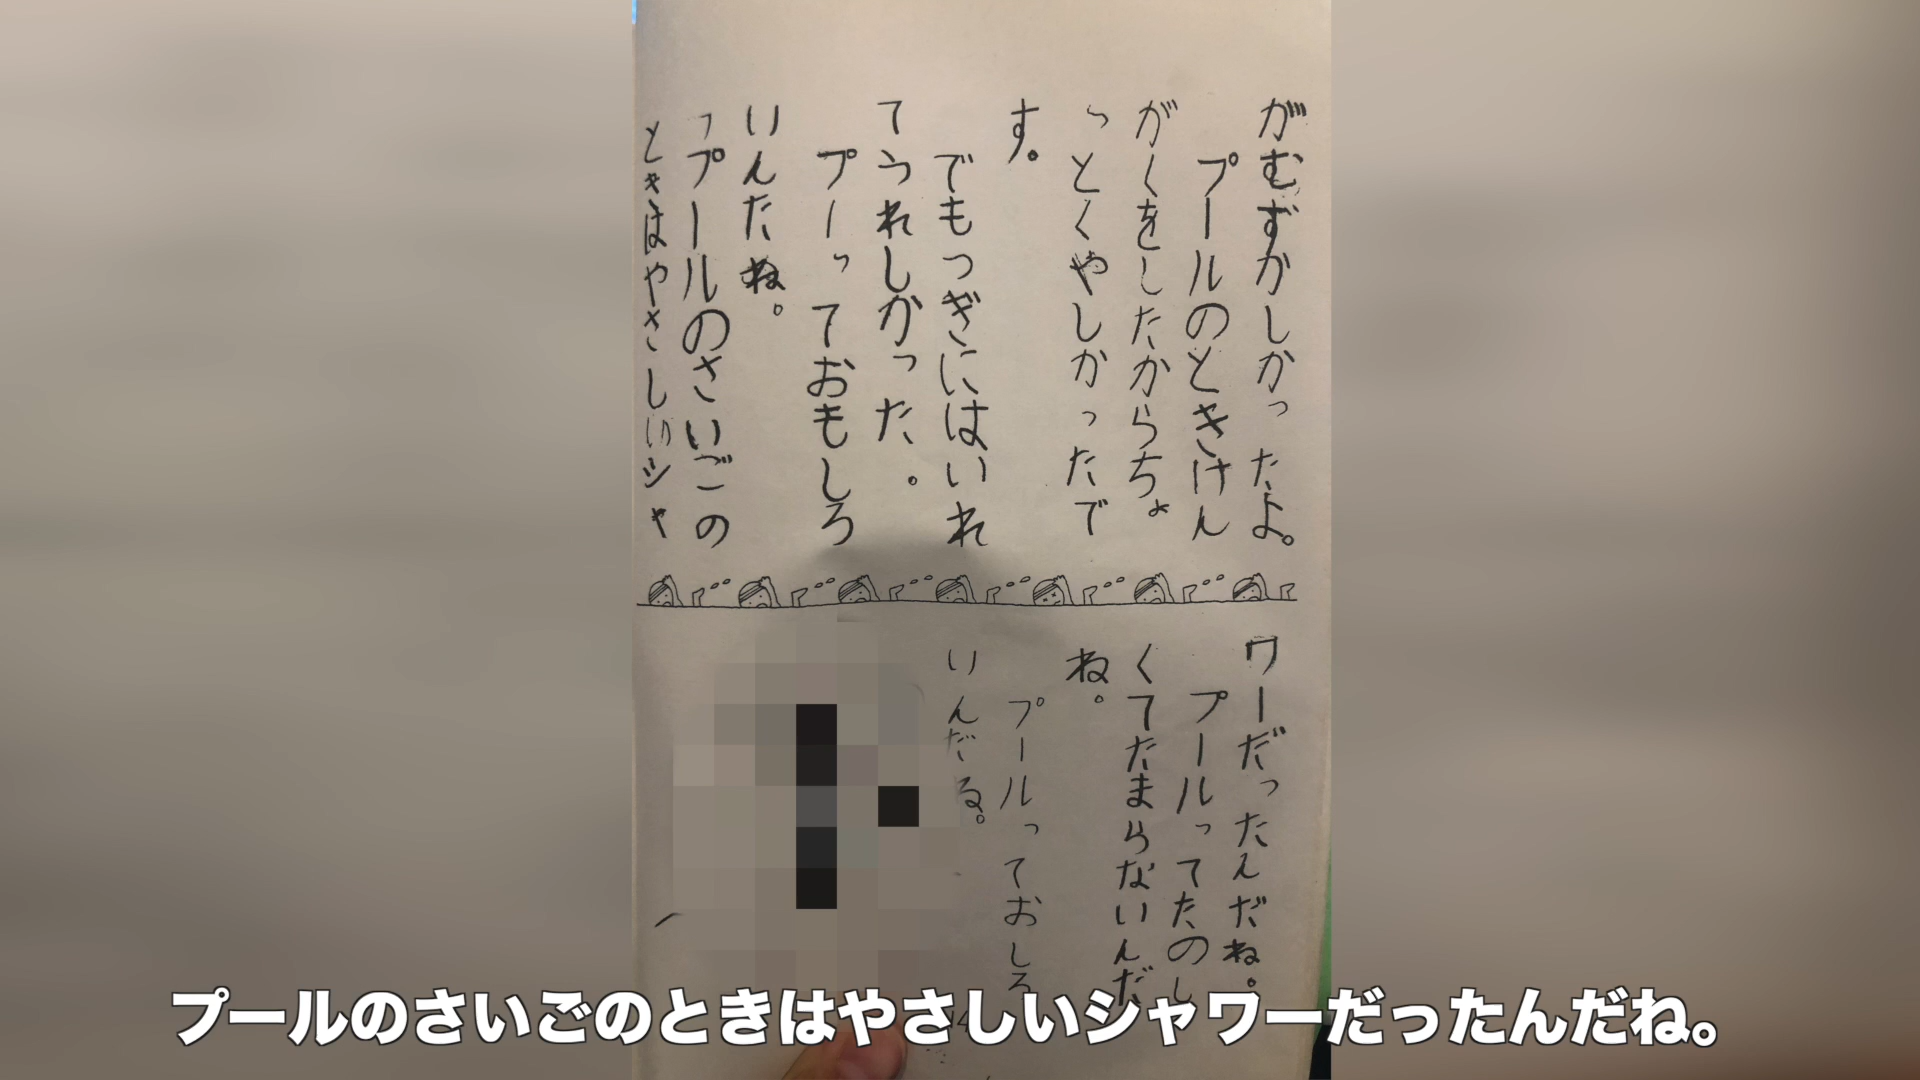 がむずかしかったよ。
プールのときけん
がくをしたからちょ
っとくやしかったで
す。
でもつぎにはいれ
てうれしかった。
プーっておもしろ
いんたね。
「プールのさいごの
ときはやさしいシャ
ワーだったんだね。
プールってたのし
くてたまらないんだ
ね。
プールっておしろ
いんだる。
プールのさいごのときはやさしいシャワーだったんだね。